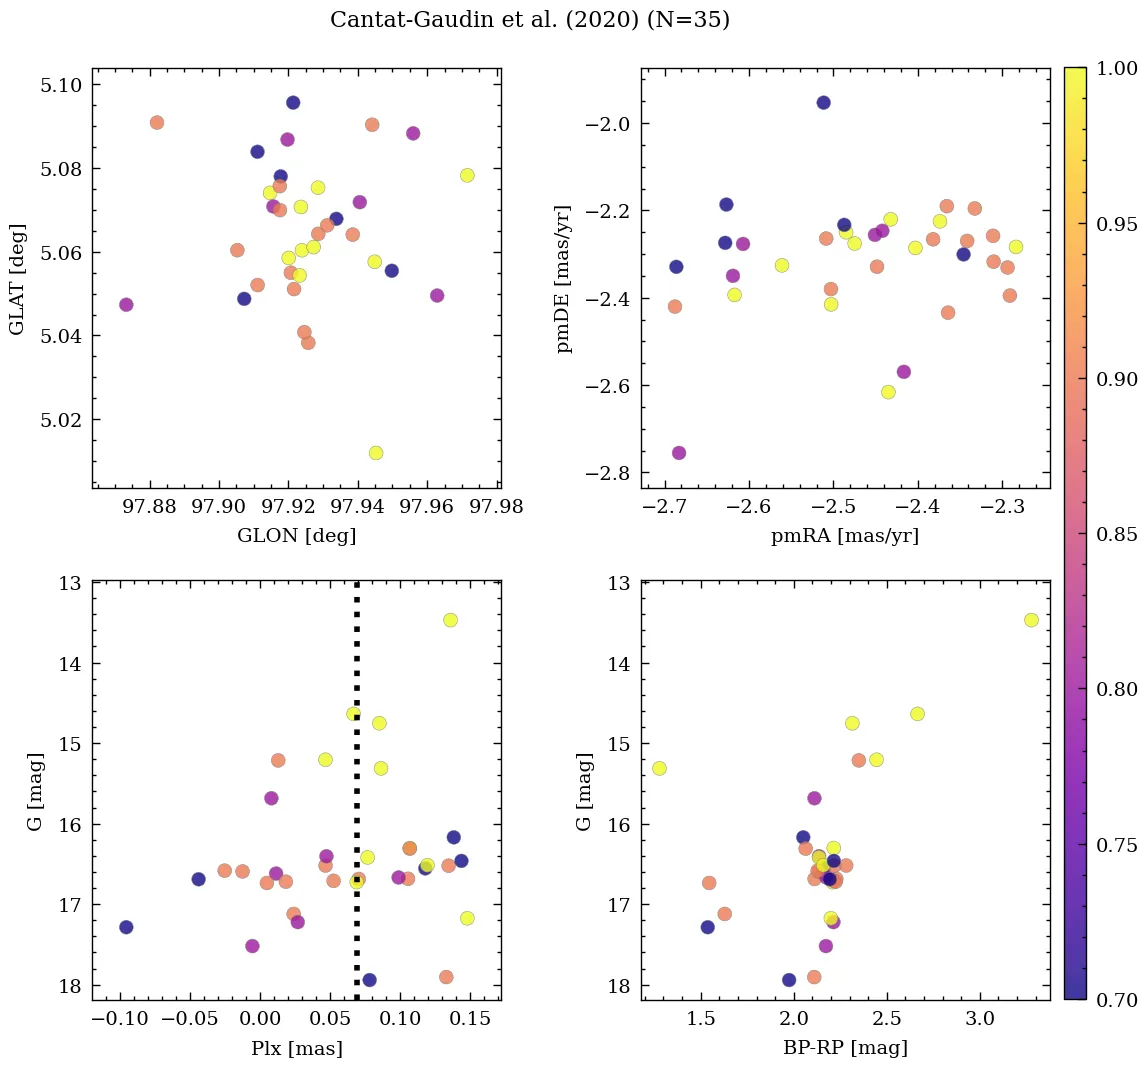 Cantat-Gaudin et al. (2020) (N=35)
5.10
5.08
5.06
5.04
5.02
GLAT [deg]
97.88 97.90 97.92 97.94 97.96 97.98
GLON [deg]
−2.0
−2.2
−2.4
−2.6
−2.8
pmDE [mas/yr]
−2.7 −2.6 −2.5 −2.4 −2.3
pmRA [mas/yr]
13
14
15
16
17
18
G [mag]
−0.10 −0.05 0.00 0.05 0.10 0.15
Plx [mas]
13
14
15
16
17
18
G [mag]
1.5 2.0 2.5 3.0
BP-RP [mag]
1.00
0.95
0.90
0.85
0.80
0.75
0.70